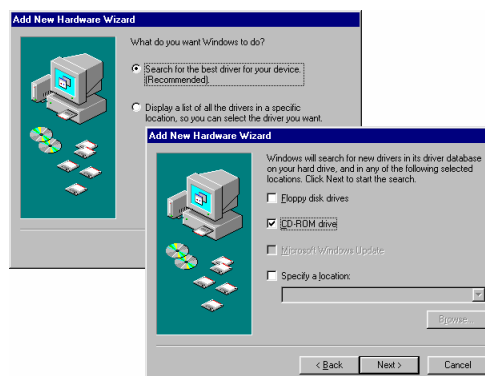 Add New Hardware Wizard
What do you want Windows to do?
Search for the best driver for your device.
(Recommended).
Display a list of all the drivers in a specific
location, so you can select the driver you want.
Add New Hardware Wizard
Windows will search for new drivers in its driver database
on your hard drive, and in any of the following selected
locations. Click Next to start the search.
Floppy disk drives
CD-ROM drive
Microsoft Windows Update
Specify a location:
Browse...
< Back
Next >
Cancel